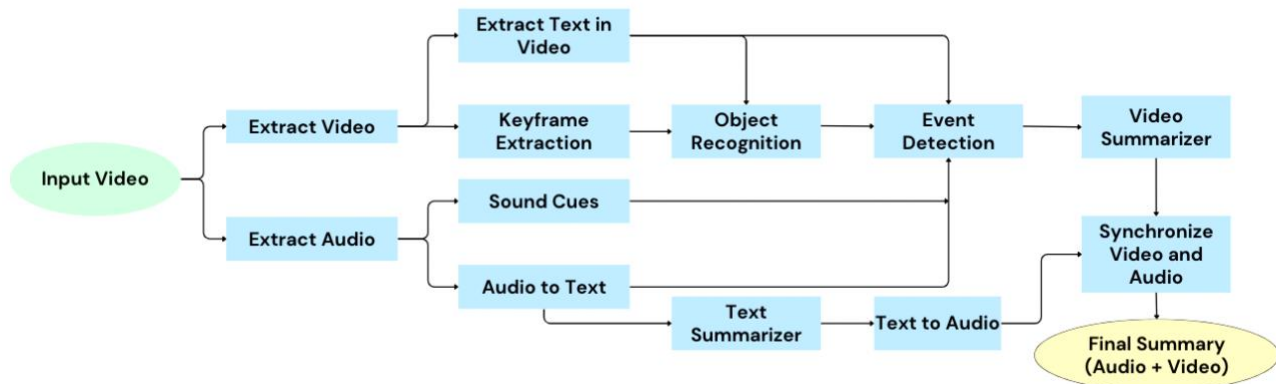 Extract Text in
Video
Extract Video
Keyframe
Extraction
Object
Recognition
Event
Detection
Video
Summarizer
Input Video
Sound Cues
Extract Audio
Synchronize
Video and
Audio
Audio to Text
Text
Summarizer
Text to Audio
Final Summary
(Audio + Video)